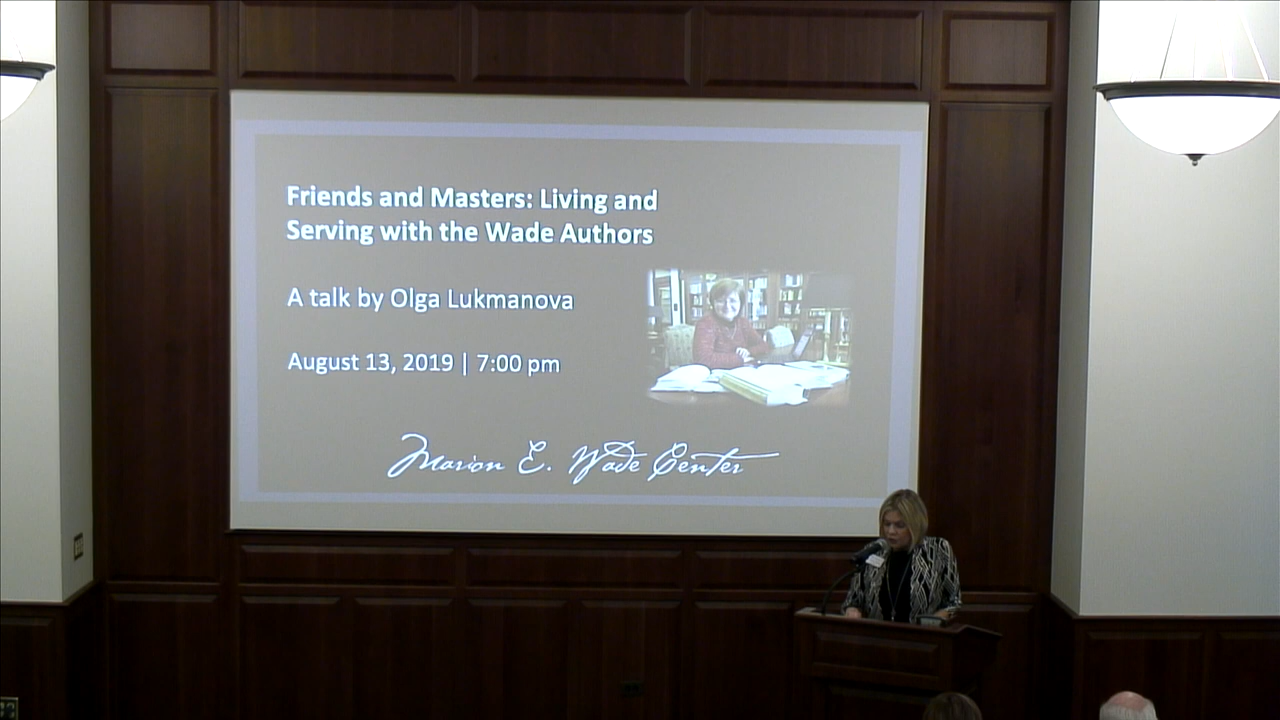 Friends and Masters: Living and
Serving with the Wade Authors
A talk by Olga Lukmanova
August 13, 2019 | 7:00 pm
Marion E. Wade Center